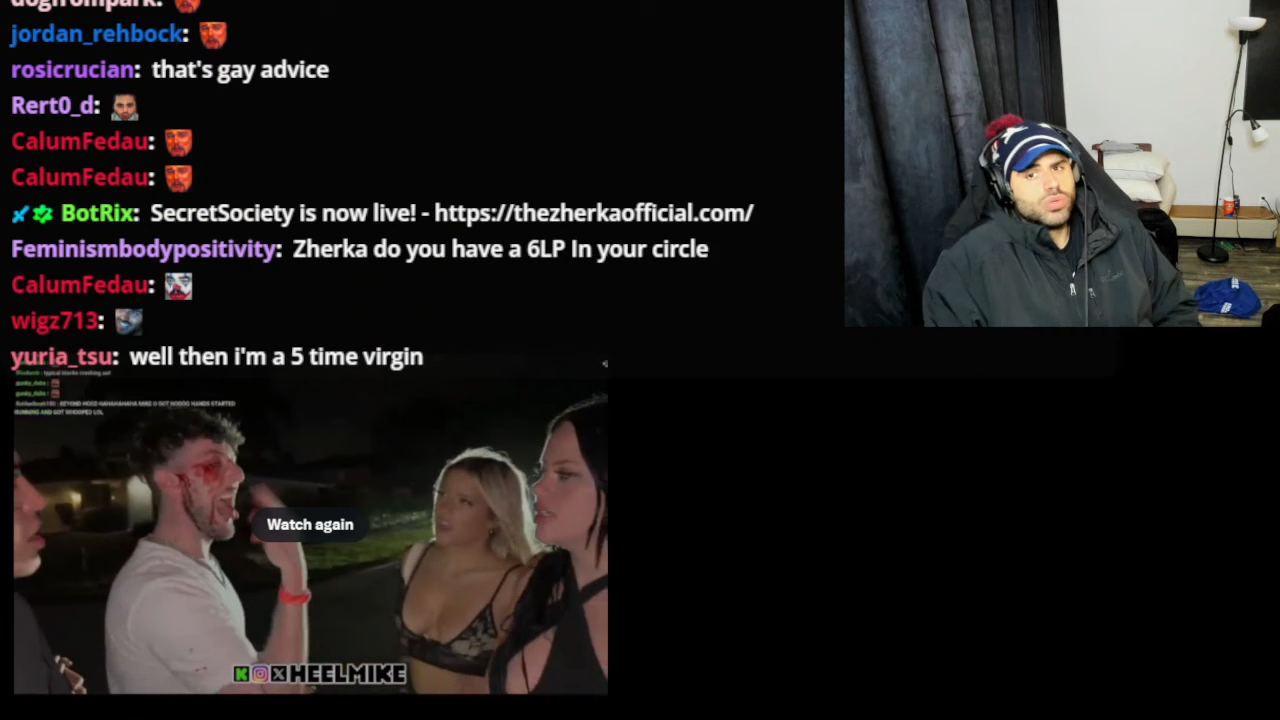 dogfrompark:
jordan_rehbock:
rosicrucian: that's gay advice
Rert0_d:
CalumFedau:
CalumFedau:
BotRix: SecretSociety is now live! - https://thezherkaofficial.com/
Feminismbodypositivity: Zherka do you have a 6LP In your circle
CalumFedau:
wigz713:
yuria_tsu: well then i'm a 5 time virgin
Watch again
K X HEELMIKE